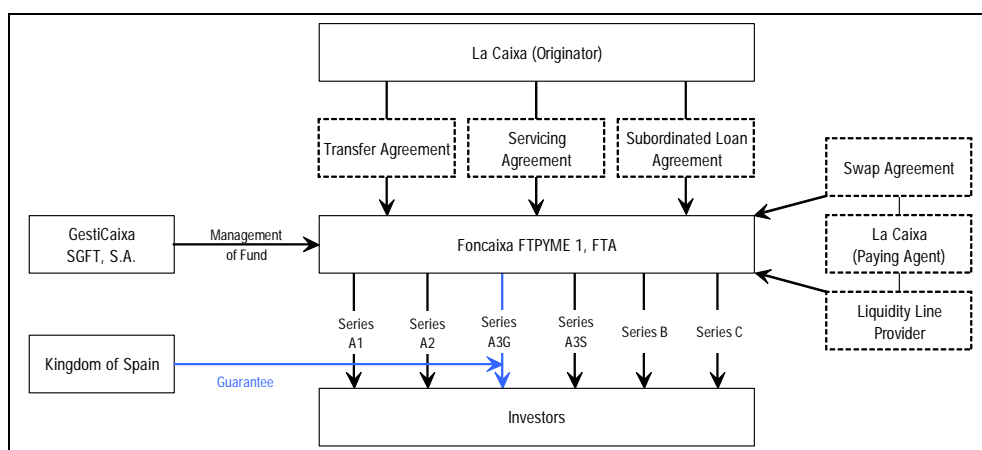 La Caixa (Originator)
Transfer Agreement
Servicing
Agreement
Subordinated Loan
Agreement
Swap Agreement
GestiCaixa
SGFT, S.A.
Management
of Fund
Foncaixa FTPYME 1, FTA
La Caixa
(Paying Agent)
Liquidity Line
Provider
Series
A1
Series
A2
Series
A3G
Series
A3S
Series B
Series C
Kingdom of Spain
Guarantee
Investors